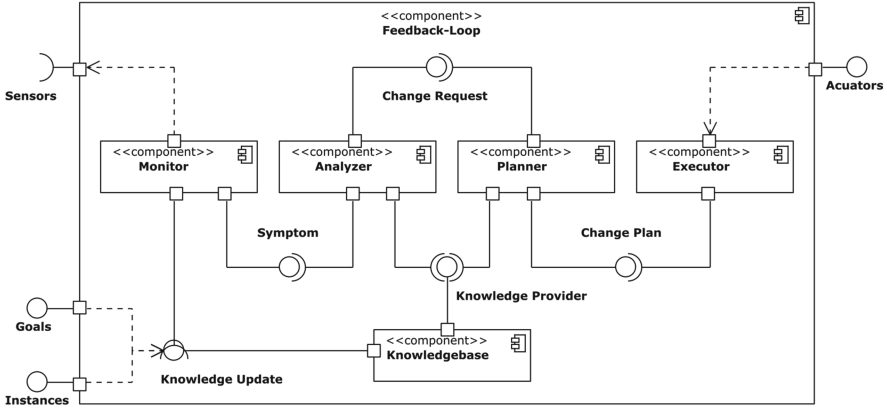 <<component>>
Feedback-Loop
Sensors
Change Request
Acuators
<<component>>
Monitor
<<component>>
Analyzer
<<component>>
Planner
<<component>>
Executor
Symptom
Change Plan
Knowledge Provider
Goals
<<component>>
Knowledgebase
Knowledge Update
Instances